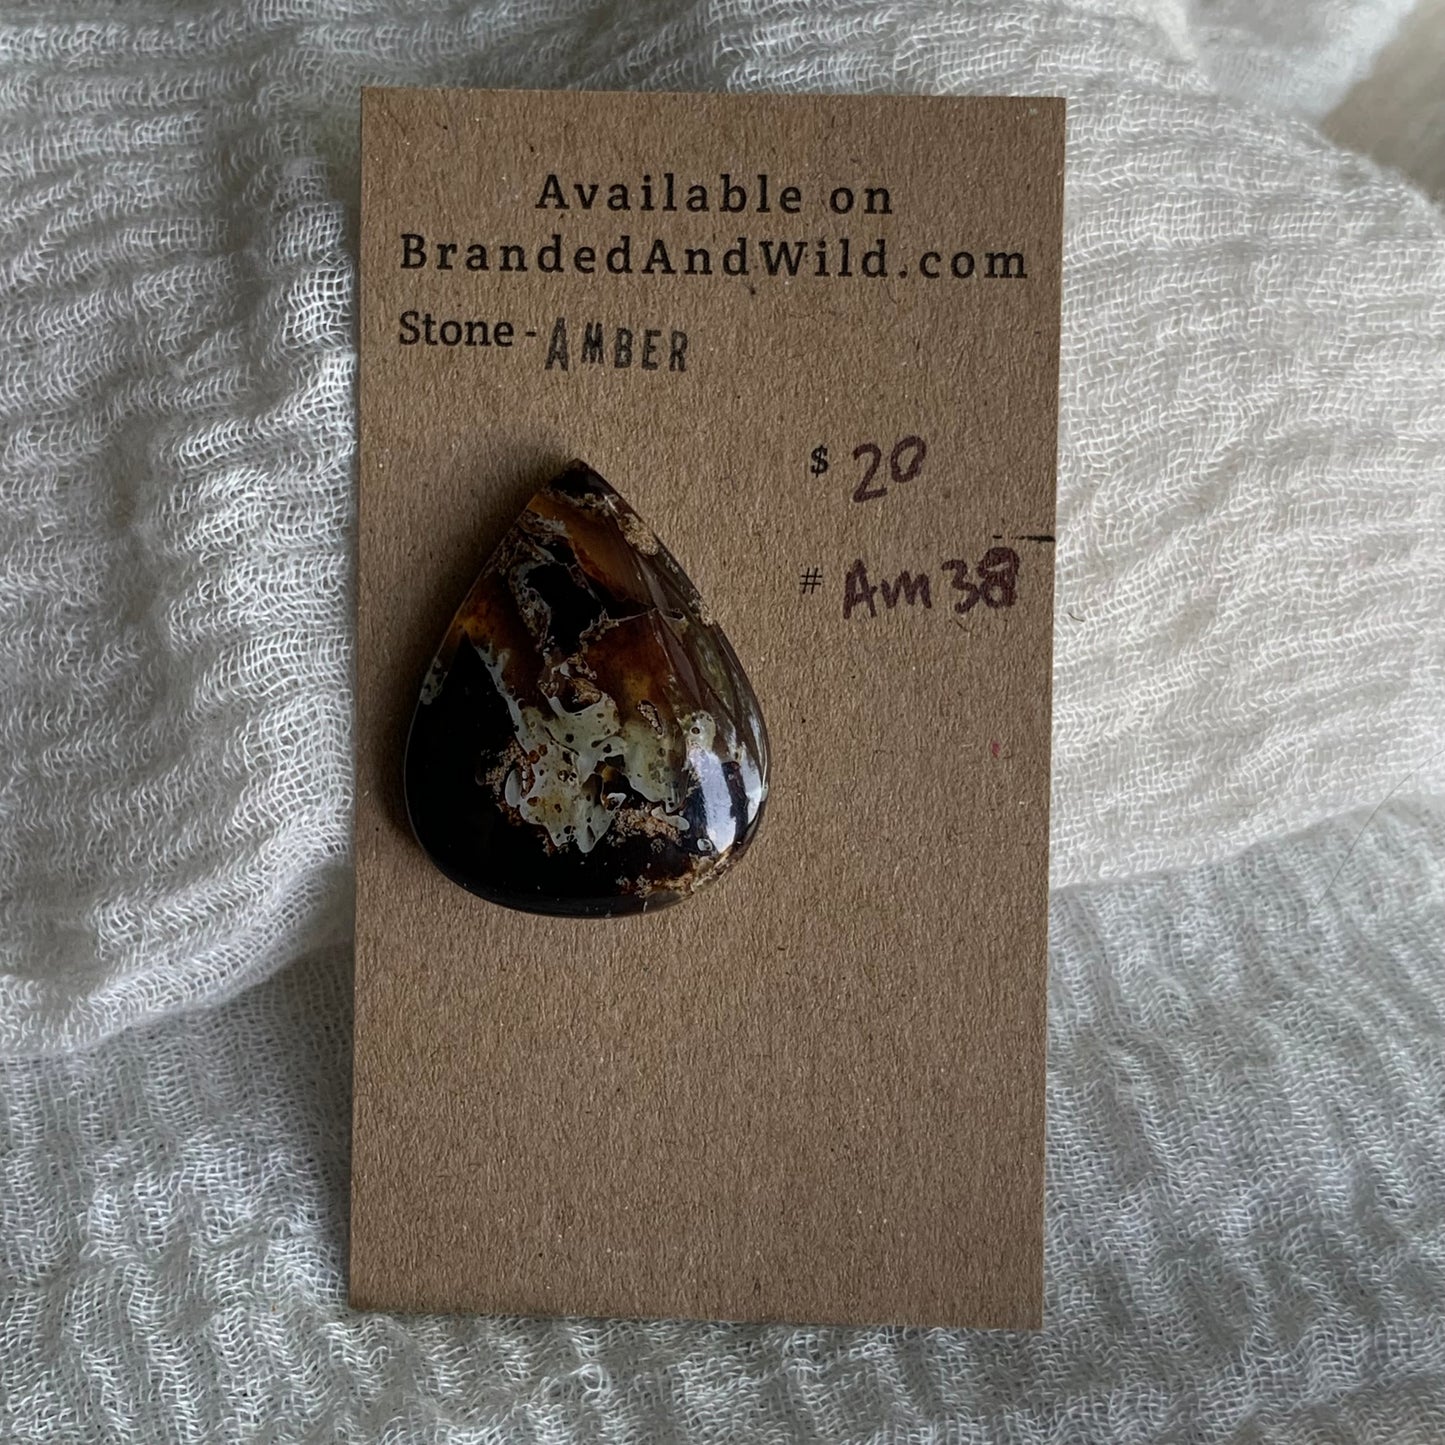 Available on
BrandedAndWild.com
Stone - AMBER
$ 20
# Am38